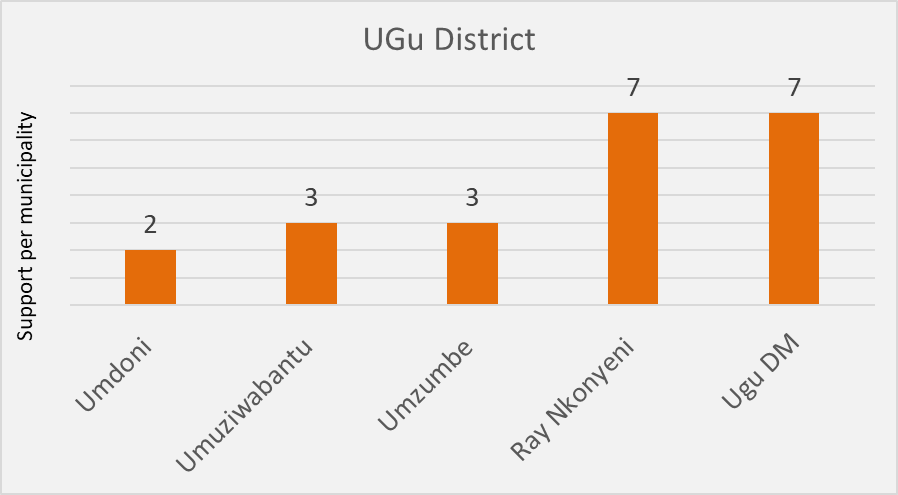 UGu District
Support per municipality
2
3
3
7
7
Umdoni
Umuziwabantu
Umzumbe
Ray Nkonyeni
Ugu DM